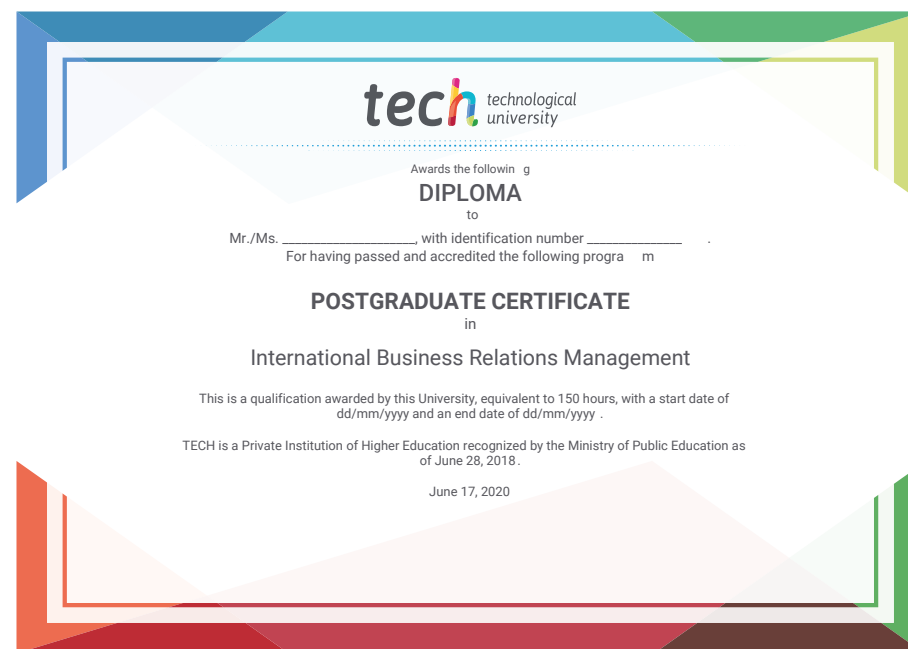 tech technological
university
Awards the followin g
DIPLOMA
to
Mr./Ms. ___________________, with identification number ______________ .
For having passed and accredited the following progra m
POSTGRADUATE CERTIFICATE
in
International Business Relations Management
This is a qualification awarded by this University, equivalent to 150 hours, with a start date of
dd/mm/yyyy and an end date of dd/mm/yyyy .
TECH is a Private Institution of Higher Education recognized by the Ministry of Public Education as
of June 28, 2018 .
June 17, 2020